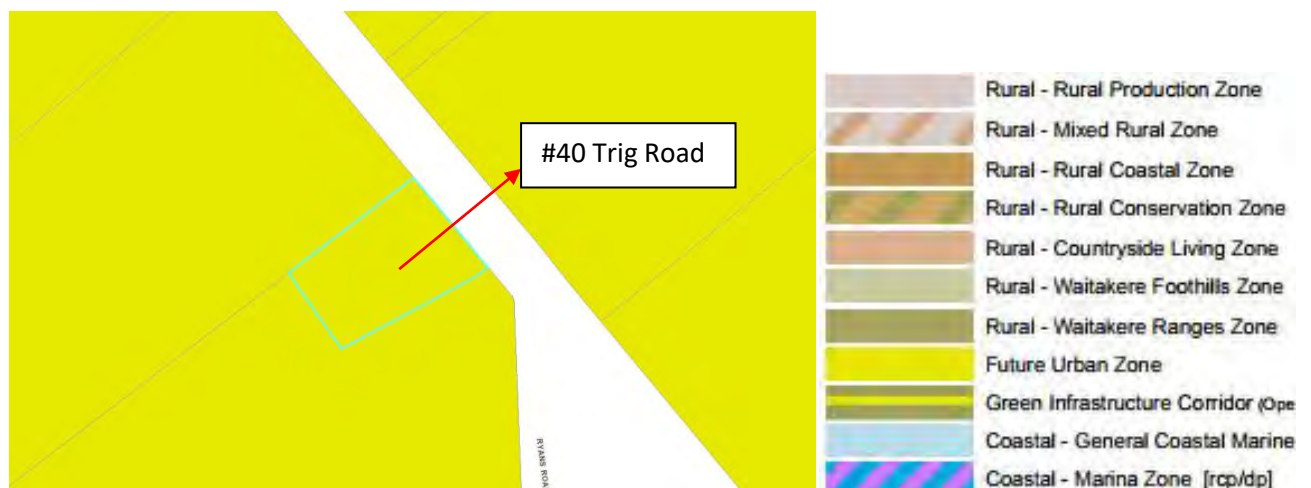 #40 Trig Road
RYANS ROA
Rural - Rural Production Zone
Rural - Mixed Rural Zone
Rural - Rural Coastal Zone
Rural - Rural Conservation Zone
Rural - Countryside Living Zone
Rural - Waitakere Foothills Zone
Rural - Waitakere Ranges Zone
Future Urban Zone
Green Infrastructure Corridor (Ope
Coastal - General Coastal Marine
Coastal - Marina Zone [rcp/dp]